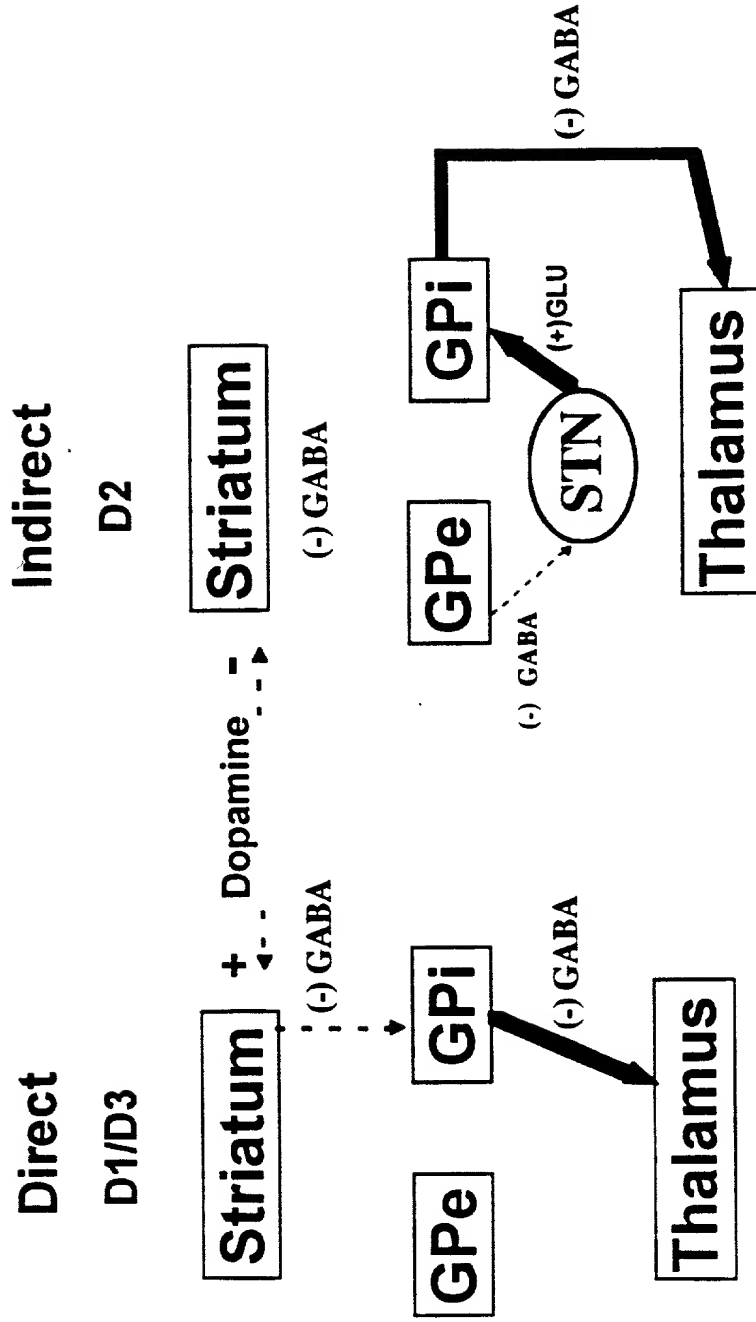 Direct
D1/D3
Striatum
+ Dopamine -
(-) GABA
GPe
GPi
(-) GABA
Thalamus
Indirect
D2
Striatum
(-) GABA
GPe
GPi
(-) GABA
STN
(+)GLU
(-) GABA
Thalamus